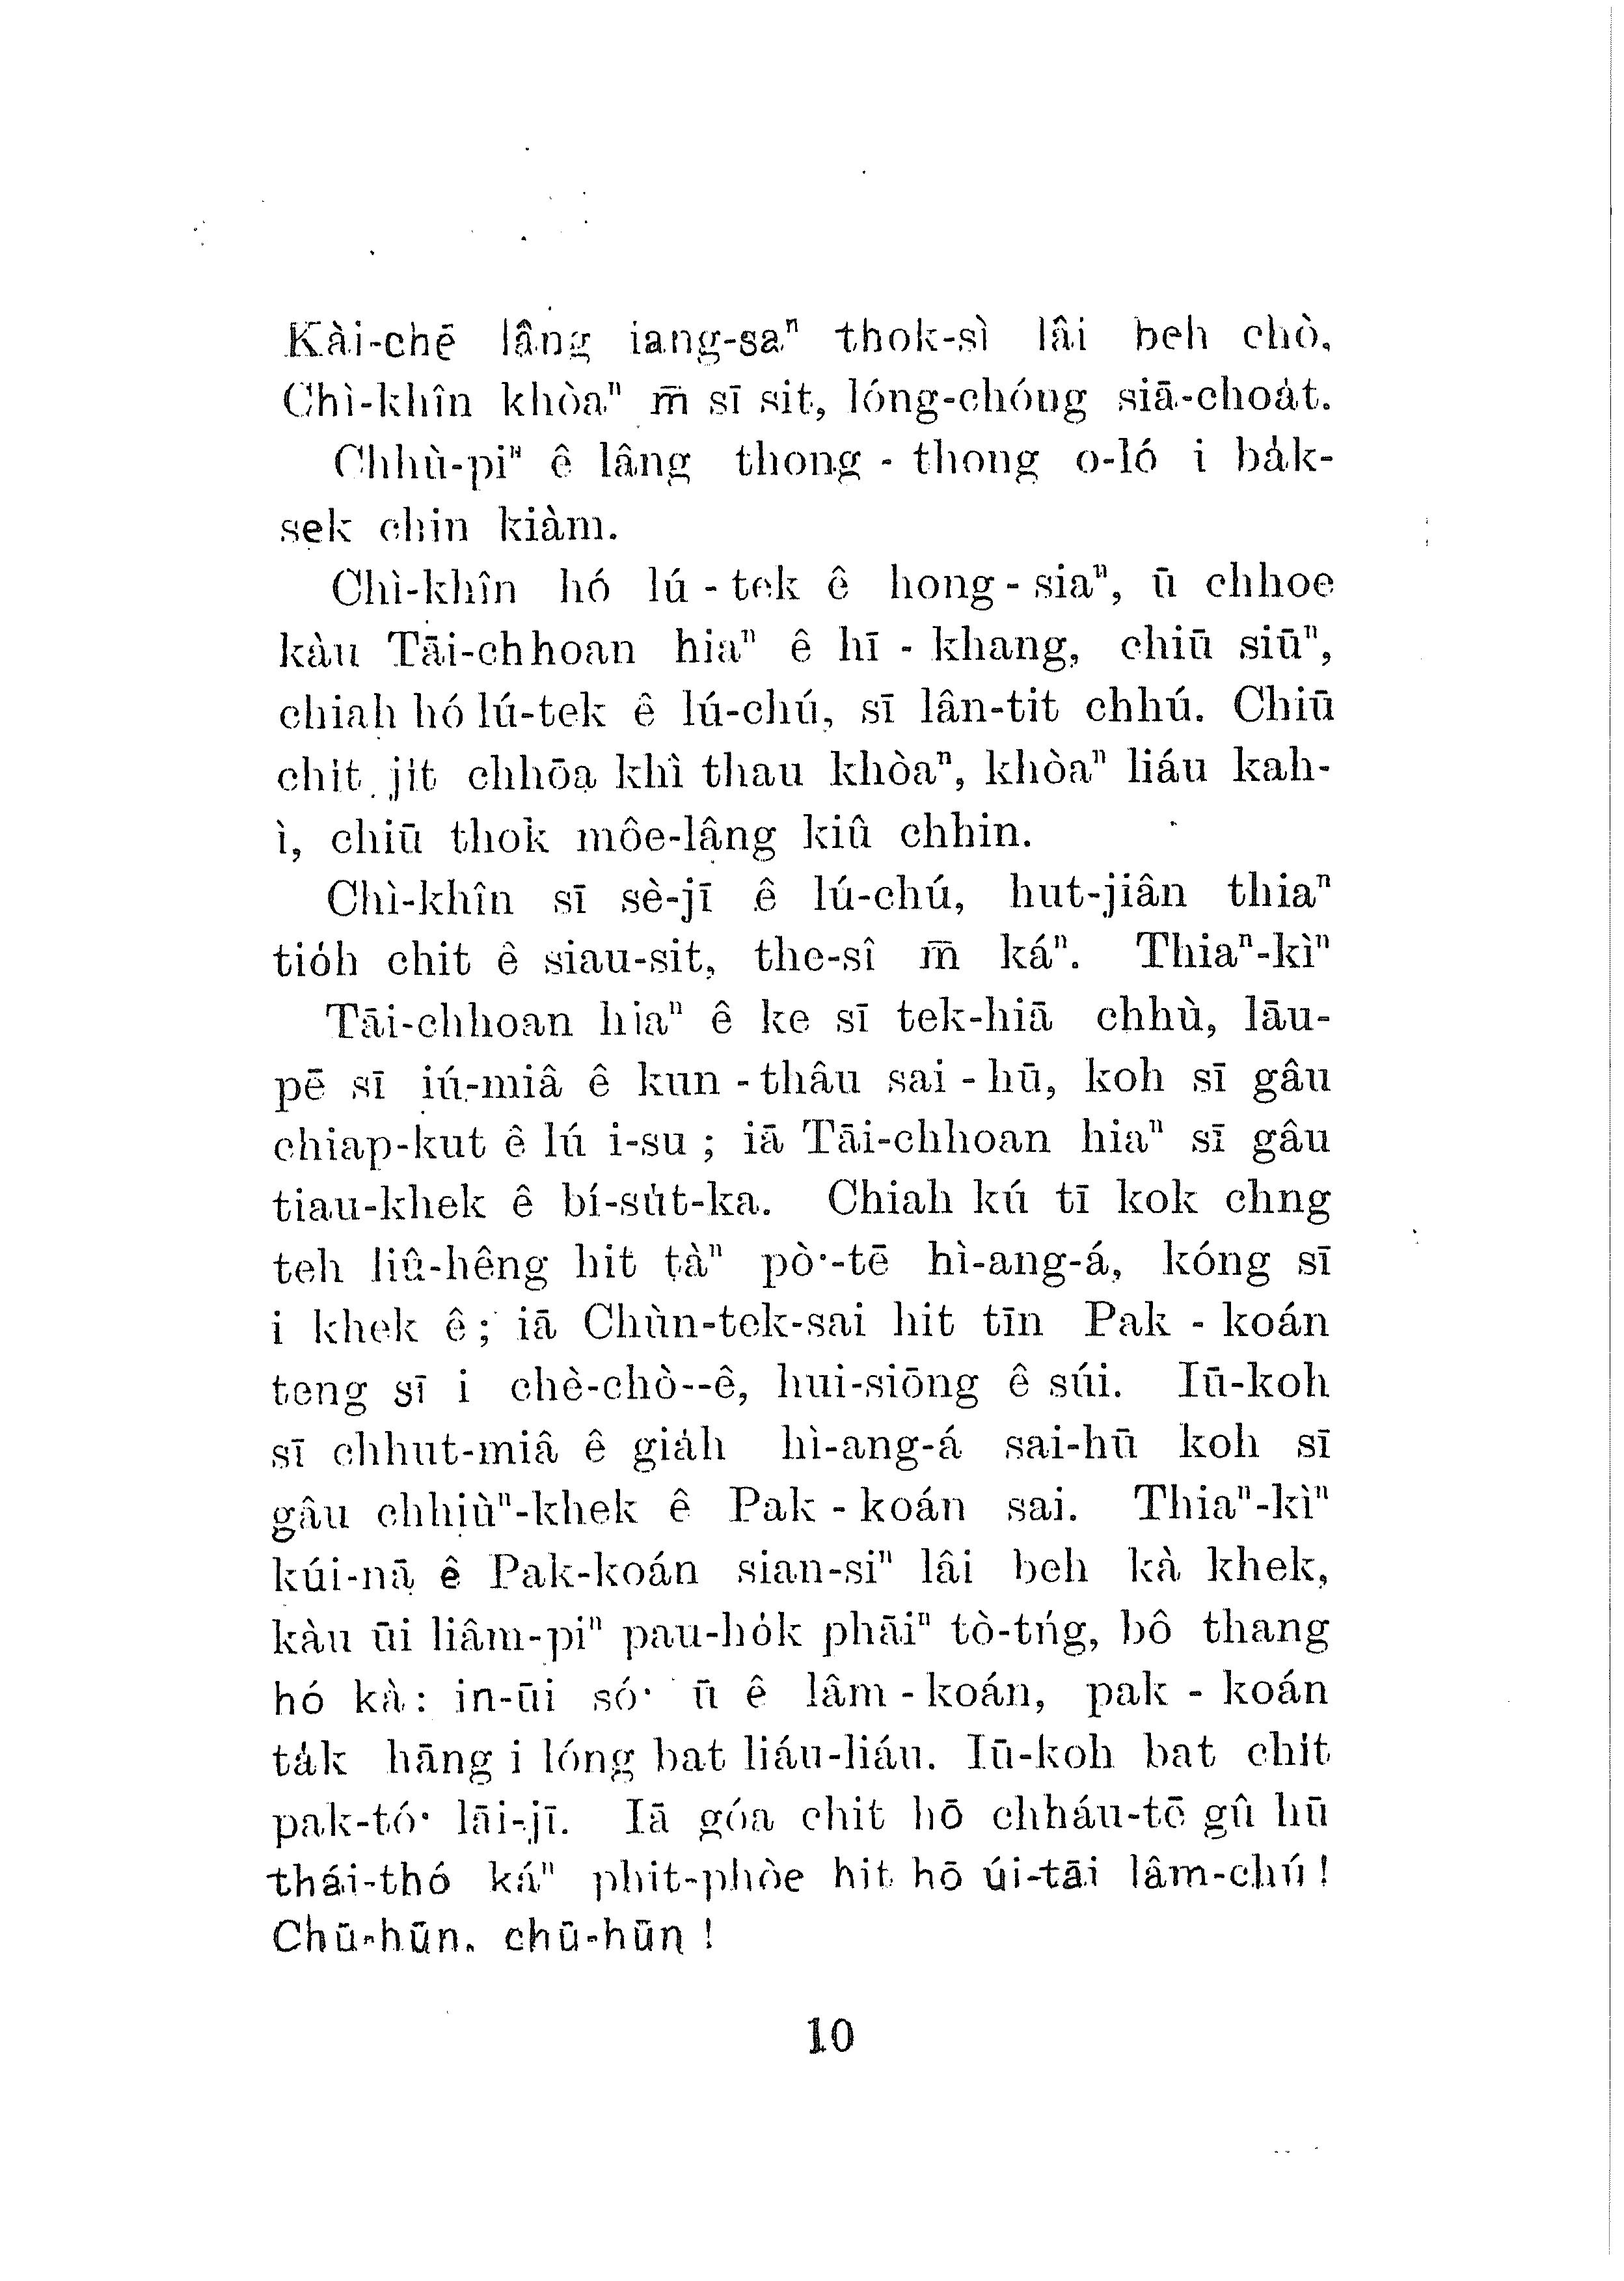 Kài-chē lâng iang-saⁿ thok-sì lâi beh chò,
Chì-khîn khòaⁿ m̄ sī sit, lóng-chóng siā-choa̍t.
Chhù-piⁿ ê lâng thong - thong o-ló i ba̍k-
sek chin kiàm.
Chì-khîn hó lú - tek ê hong - siaⁿ, ū chhoe
kàu Tāi-chhoan hiaⁿ ê hī - khang, chiū siūⁿ,
chiah hó lú-tek ê lú-chú, sī lân-tit chhú. Chiū
chit jit chhōa khì thau khòaⁿ, khòaⁿ liáu kah-
ì, chiū thok môe-lâng kiû chhin.
Chì-khîn sī sè-jī ê lú-chú, hut-jiân thiaⁿ
tio̍h chit ê siau-sit, the-sî m̄ káⁿ. Thiaⁿ-kìⁿ
Tāi-chhoan hiaⁿ ê ke sī tek-hiā chhù, lāu-
pē sī iú-miâ ê kun - thâu sai - hū, koh sī gâu
chiap-kut ê lú i-su ; iā Tāi-chhoan hiaⁿ sī gâu
tiau-khek ê bí-su̍t-ka. Chiah kú tī kok chng
teh liû-hêng hit tàⁿ pò͘-tē hì-ang-á, kóng sī
i khek ê ; iā Chùn-tek-sai hit tīn Pak - koán
teng sī i chè-chò--ê, hui-siōng ê súi. Iū-koh
sī chhut-miâ ê gia̍h hì-ang-á sai-hū koh sī
gâu chhiùⁿ-khek ê Pak - koán sai. Thiaⁿ-kìⁿ
kúi-nā ê Pak-koán sian-siⁿ lâi beh kà khek,
kàu ūi liâm-piⁿ pau-ho̍k phāiⁿ tò-tńg, bô thang
hó kà : in-ūi só͘ ū ê lâm - koán, pak - koán
ta̍k hāng i lóng bat liáu-liáu. Iū-koh bat chit
pak-tó͘ lāi-jī. Iā góa chit hō chháu-tē gû hū
thái-thó káⁿ phit-phòe hit hō úi-tāi lâm-chú !
Chū-hūn, chū-hūn !
10